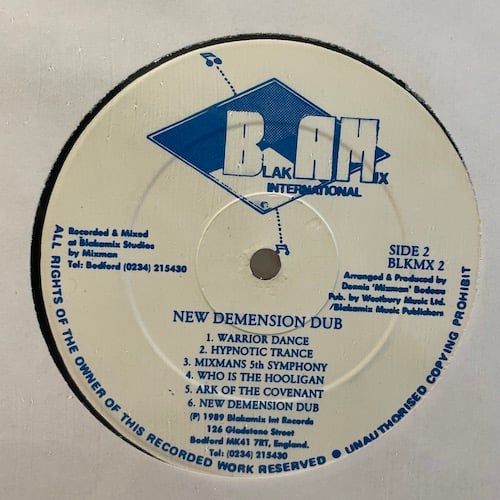 BLAKAMIX
INTERNATIONAL
Recorded & Mixed
at Blakamix Studios
by Mixman
Tel: Bedford (0234) 215430
SIDE 2
BLKMX 2
Arranged & Produced by
Dennis 'Mixman' Bedeau
Pub. by Westbury Music Ltd.
/Blakamix Music Publishers
NEW DEMENSION DUB
1. WARRIOR DANCE
2. HYPNOTIC TRANCE
3. MIXMANS 5th SYMPHONY
4. WHO IS THE HOOLIGAN
5. ARK OF THE COVENANT
6. NEW DEMENSION DUB
(P) 1989 Blakamix Int Records
126 Gladstone Street
Bedford MK41 7RT, England.
Tel: (0234) 215430
ALL RIGHTS OF THE OWNER OF THIS RECORDED WORK RESERVED ● UNAUTHORISED COPYING PROHIBIT